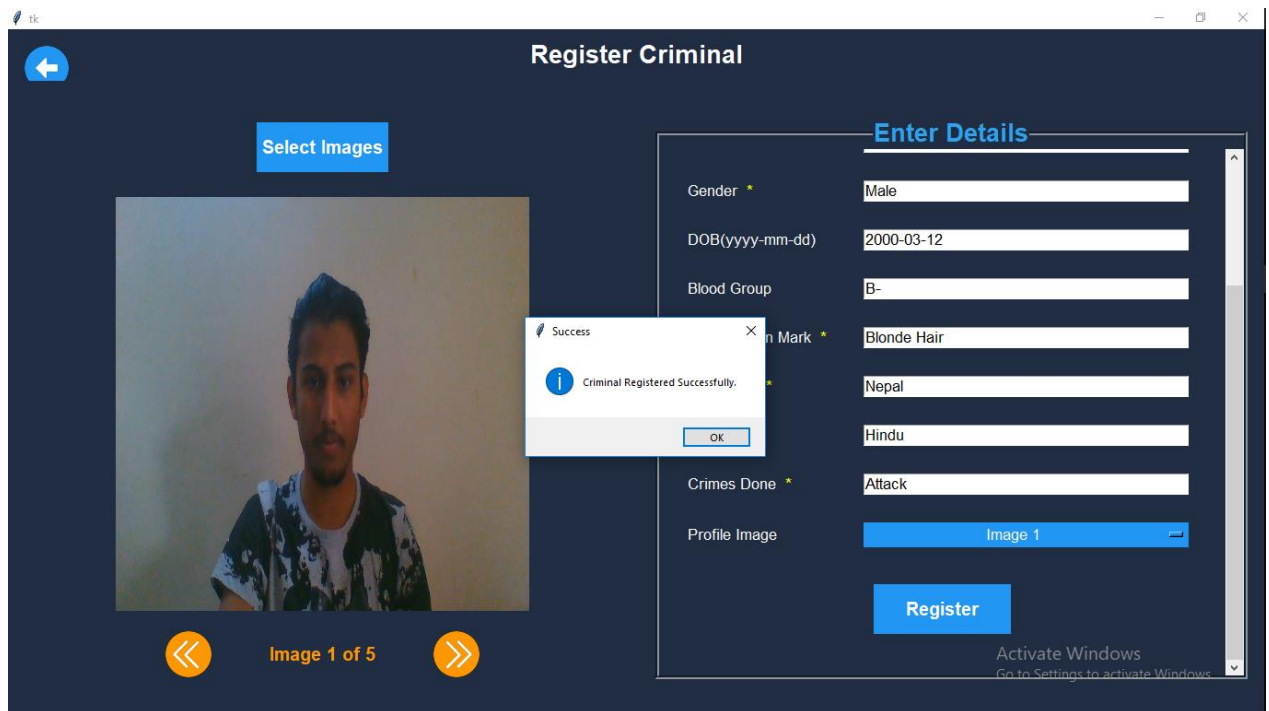 tk
Register Criminal
Select Images
Enter Details
Gender *
Male
DOB(yyyy-mm-dd)
2000-03-12
Blood Group
B-
n Mark *
Blonde Hair
*
Nepal
Hindu
Crimes Done *
Attack
Profile Image
Image 1
Register
Success
Criminal Registered Successfully.
OK
Image 1 of 5
Activate Windows
Go to Settings to activate Windows.